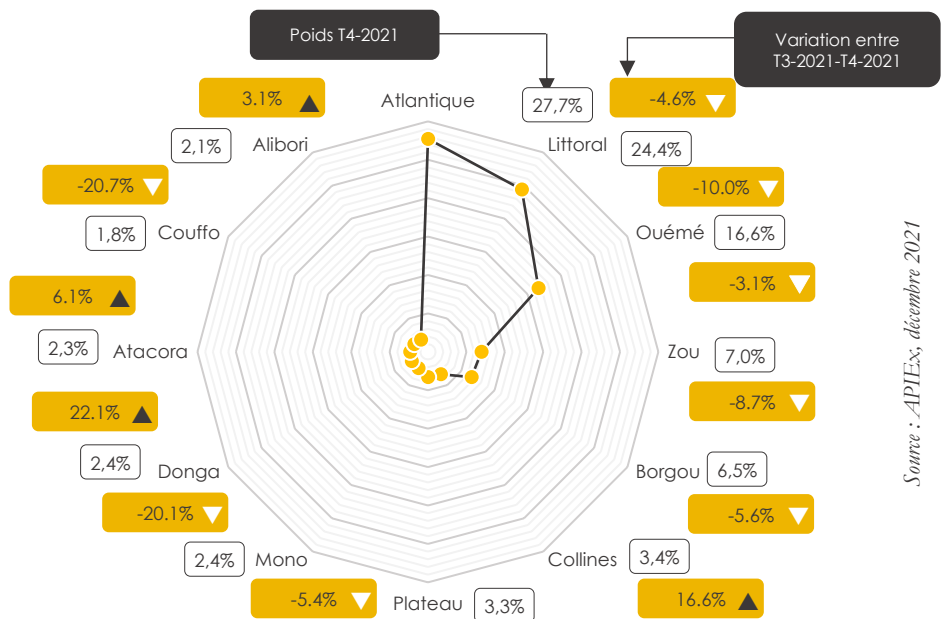 Poids T4-2021
Variation entre
T3-2021-T4-2021
Atlantique
27,7%
-4.6%
Littoral
24,4%
-10.0%
Ouémé
16,6%
-3.1%
Zou
7,0%
-8.7%
Borgou
6,5%
-5.6%
Collines
3,4%
16.6%
Plateau
3,3%
-5.4%
Mono
2,4%
-20.1%
Donga
2,4%
22.1%
Atacora
2,3%
6.1%
Couffo
1,8%
-20.7%
Alibori
2,1%
3.1%
Source : APIEx, décembre 2021